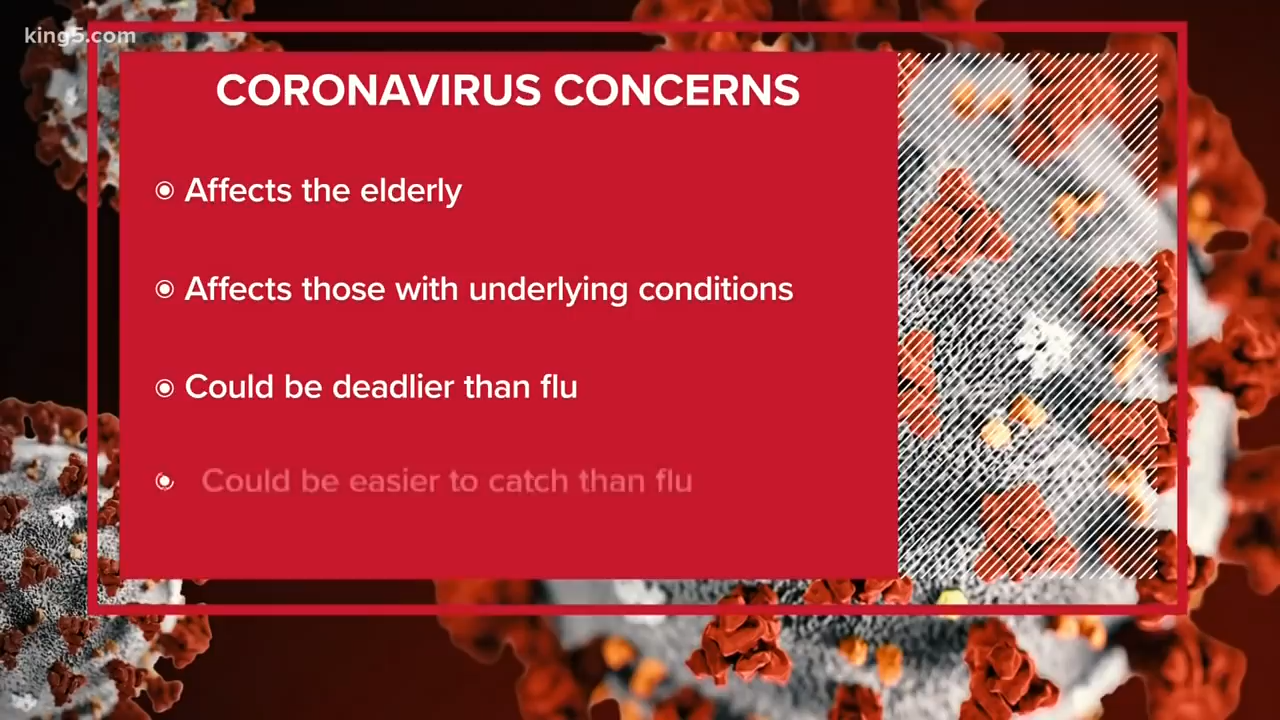 king5.com
CORONAVIRUS CONCERNS
Affects the elderly
Affects those with underlying conditions
Could be deadlier than flu
Could be easier to catch than flu